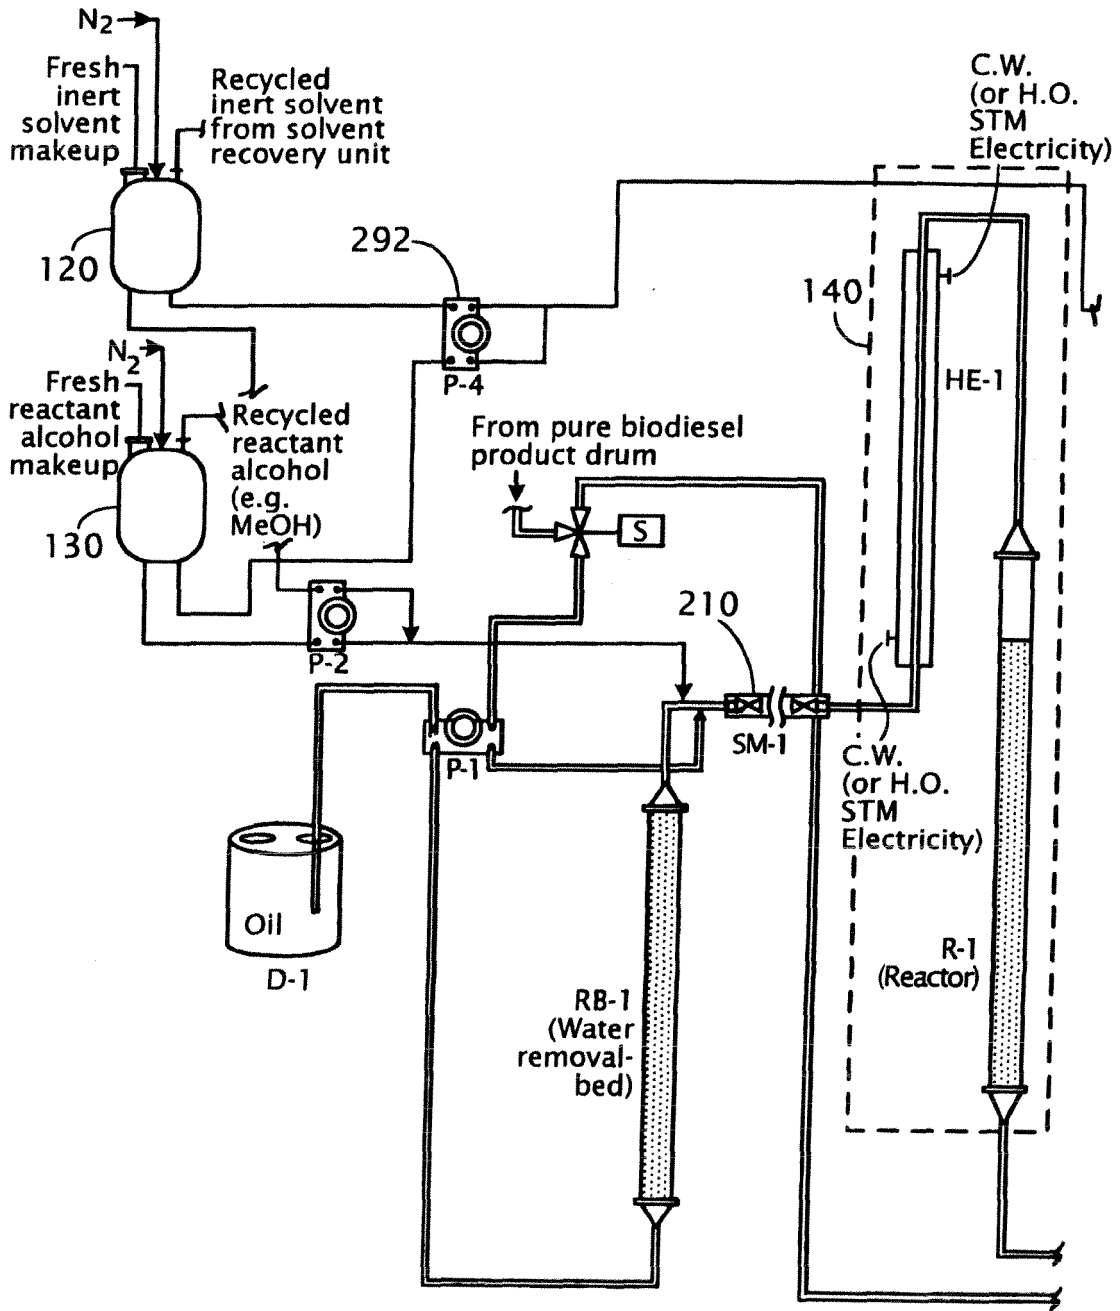 N2
Fresh
inert
solvent
makeup
Recycled
inert solvent
from solvent
recovery unit
C.W.
(or H.O.
STM
Electricity)
120
292
140
P-4
HE-1
N2
Fresh
reactant
alcohol
makeup
Recycled
reactant
alcohol
(e.g.
MeOH)
From pure biodiesel
product drum
S
130
210
P-2
P-1
SM-1
C.W.
(or H.O.
STM
Electricity)
Oil
D-1
RB-1
(Water
removal-
bed)
R-1
(Reactor)